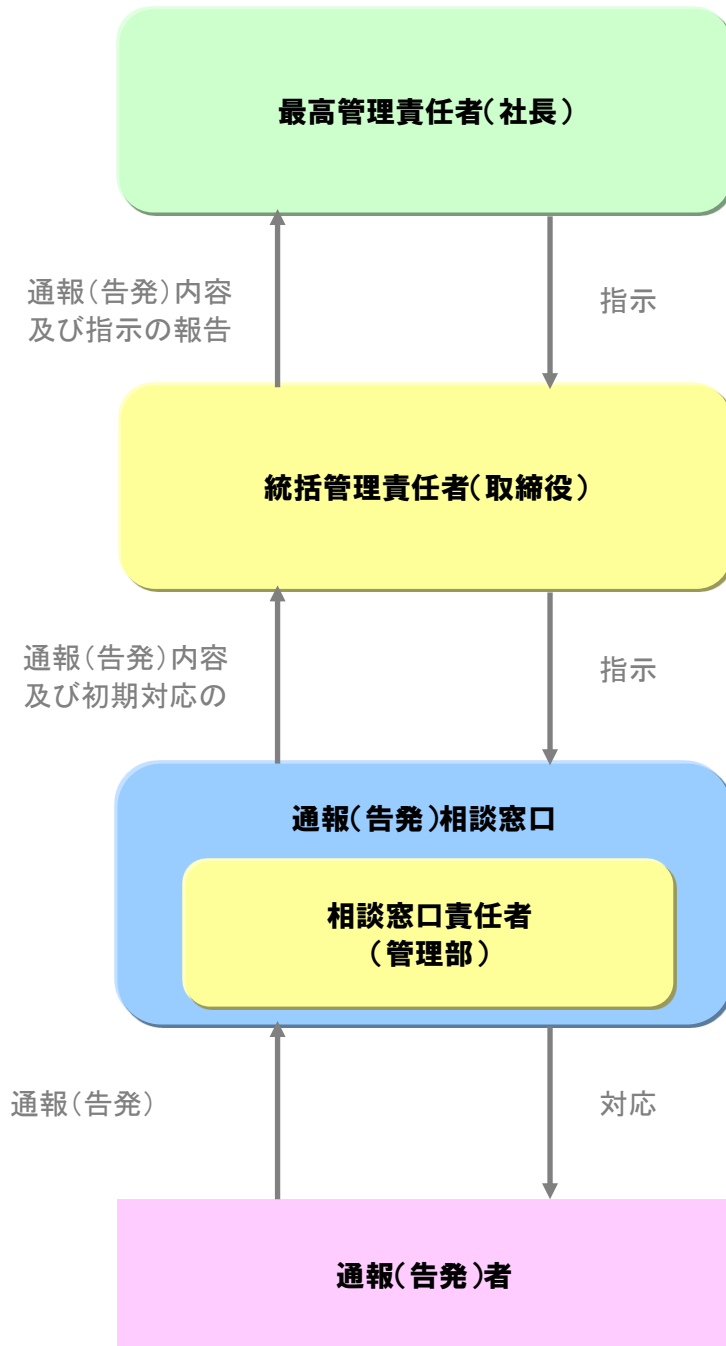 最高管理責任者(社長)
通報(告発)内容
及び指示の報告
指示
統括管理責任者(取締役)
通報(告発)内容
及び初期対応の
指示
通報(告発)相談窓口
相談窓口責任者
(管理部)
通報(告発)
対応
通報(告発)者